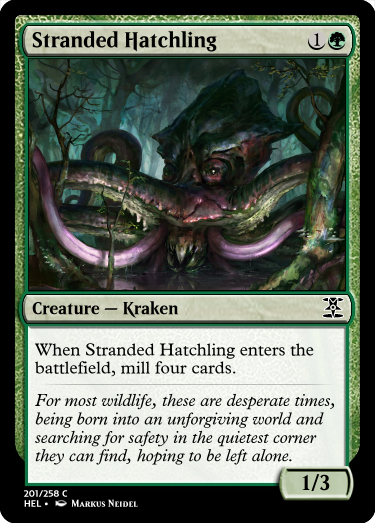 Stranded Hatchling 1
Creature — Kraken
When Stranded Hatchling enters the
battlefield, mill four cards.
For most wildlife, these are desperate times,
being born into an unforgiving world and
searching for safety in the quietest corner
they can find, hoping to be left alone.
1/3
201/258 C
HEL • Markus Neidel